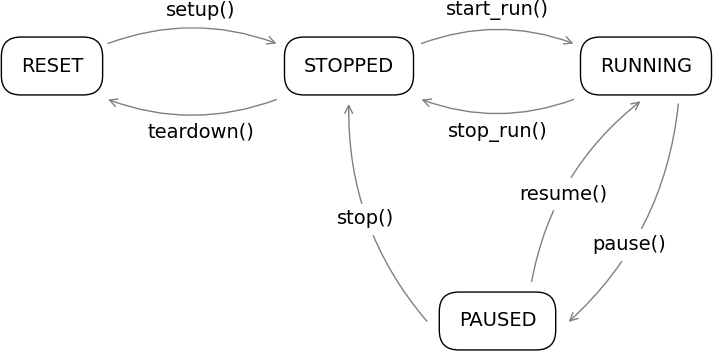 setup()
start_run()
RESET
STOPPED
RUNNING
teardown()
stop_run()
resume()
stop()
pause()
PAUSED